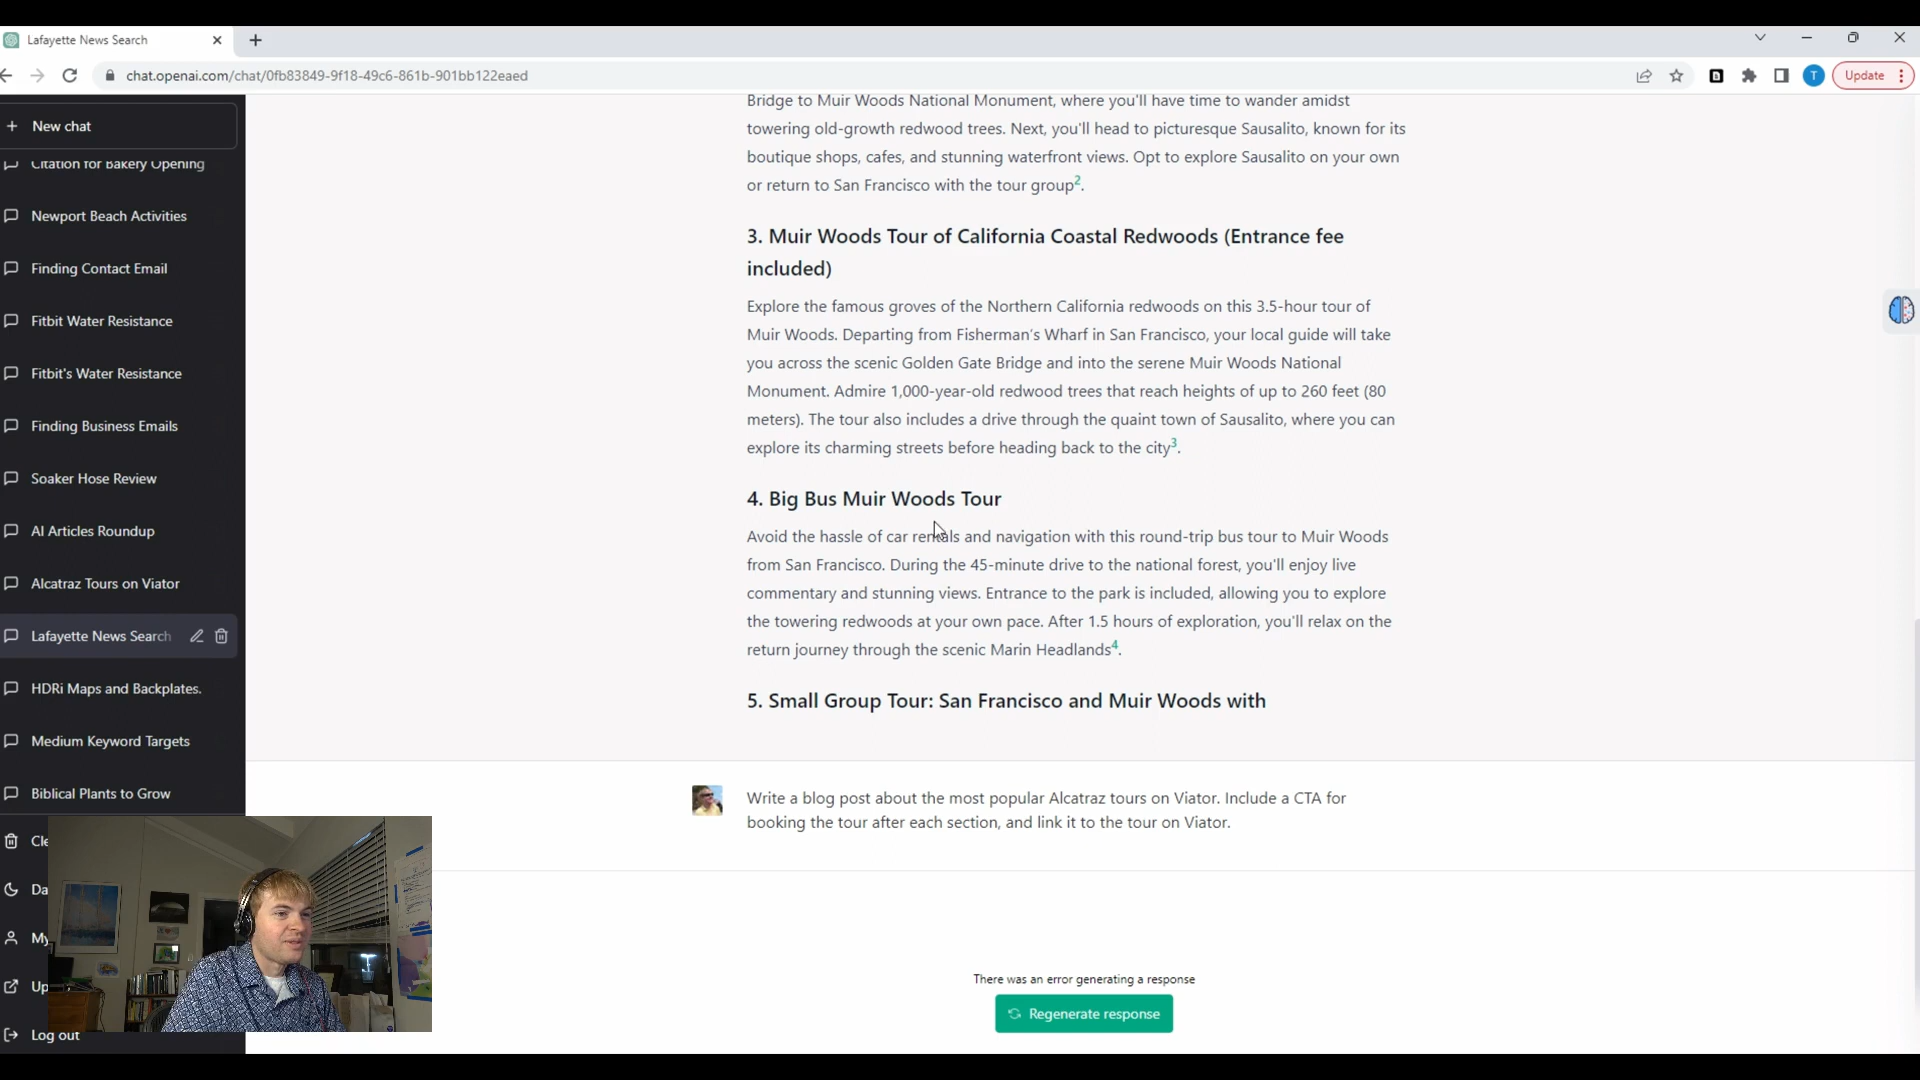 Lafayette News Search
chat.openai.com/chat/0fb83849-9f18-49c6-861b-901bb122eaed
T
Update
New chat
Citation for Bakery Opening
Newport Beach Activities
Finding Contact Email
Fitbit Water Resistance
Fitbit's Water Resistance
Finding Business Emails
Soaker Hose Review
AI Articles Roundup
Alcatraz Tours on Viator
Lafayette News Search
HDRi Maps and Backplates.
Medium Keyword Targets
Biblical Plants to Grow
Cle
Da
My
Up
Log out
Bridge to Muir Woods National Monument, where you'll have time to wander amidst
towering old-growth redwood trees. Next, you'll head to picturesque Sausalito, known for its
boutique shops, cafes, and stunning waterfront views. Opt to explore Sausalito on your own
or return to San Francisco with the tour group2.
3. Muir Woods Tour of California Coastal Redwoods (Entrance fee
included)
Explore the famous groves of the Northern California redwoods on this 3.5-hour tour of
Muir Woods. Departing from Fisherman's Wharf in San Francisco, your local guide will take
you across the scenic Golden Gate Bridge and into the serene Muir Woods National
Monument. Admire 1,000-year-old redwood trees that reach heights of up to 260 feet (80
meters). The tour also includes a drive through the quaint town of Sausalito, where you can
explore its charming streets before heading back to the city3.
4. Big Bus Muir Woods Tour
Avoid the hassle of car rentals and navigation with this round-trip bus tour to Muir Woods
from San Francisco. During the 45-minute drive to the national forest, you'll enjoy live
commentary and stunning views. Entrance to the park is included, allowing you to explore
the towering redwoods at your own pace. After 1.5 hours of exploration, you'll relax on the
return journey through the scenic Marin Headlands4.
5. Small Group Tour: San Francisco and Muir Woods with
Write a blog post about the most popular Alcatraz tours on Viator. Include a CTA for
booking the tour after each section, and link it to the tour on Viator.
There was an error generating a response
Regenerate response